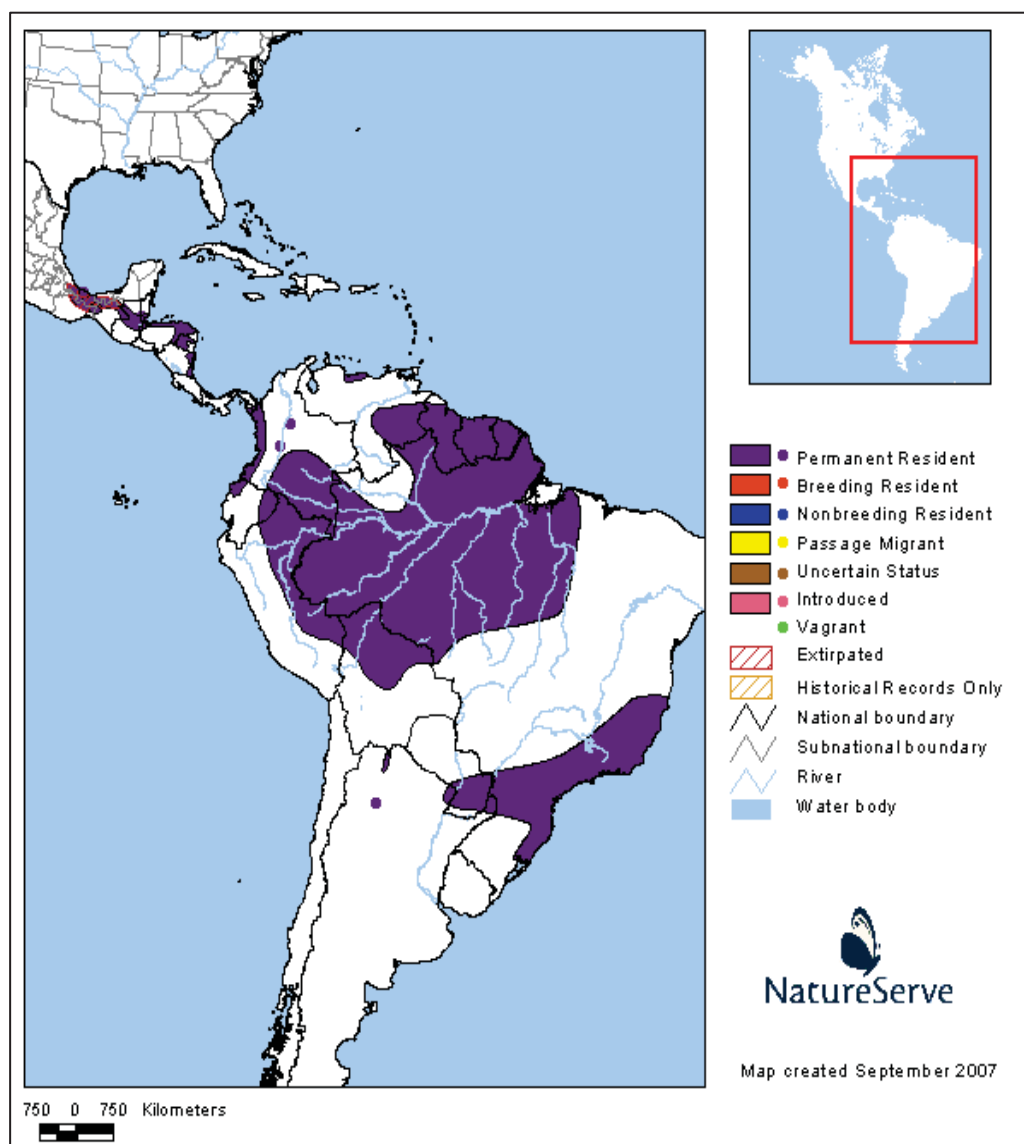 Permanent Resident
Breeding Resident
Nonbreeding Resident
Passage Migrant
Uncertain Status
Introduced
Vagrant
Extirpated
Historical Records Only
National boundary
Subnational boundary
River
Water body
NatureServe
Map created September 2007
750 0 750 Kilometers